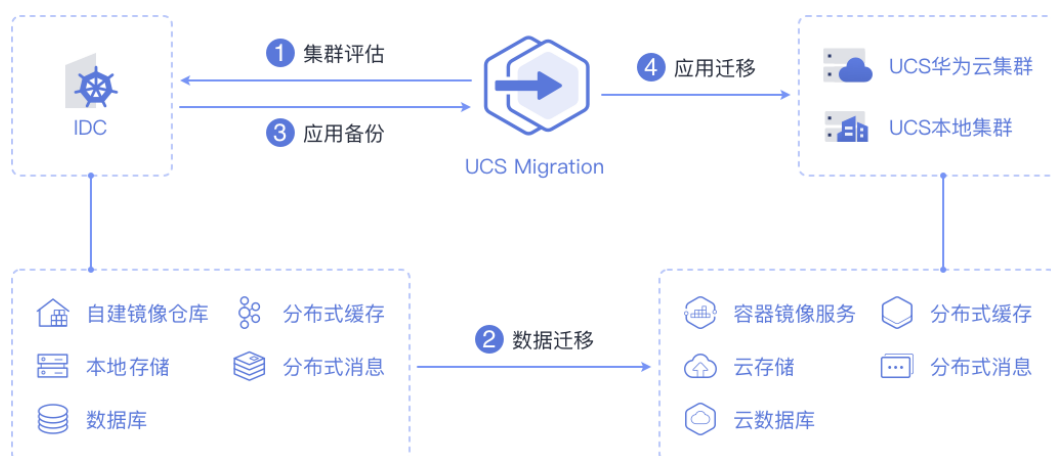 1 集群评估
4 应用迁移
UCS华为云集群
IDC
3 应用备份
UCS本地集群
UCS Migration
自建镜像仓库
分布式缓存
本地存储
分布式消息
数据库
2 数据迁移
容器镜像服务
分布式缓存
云存储
分布式消息
云数据库